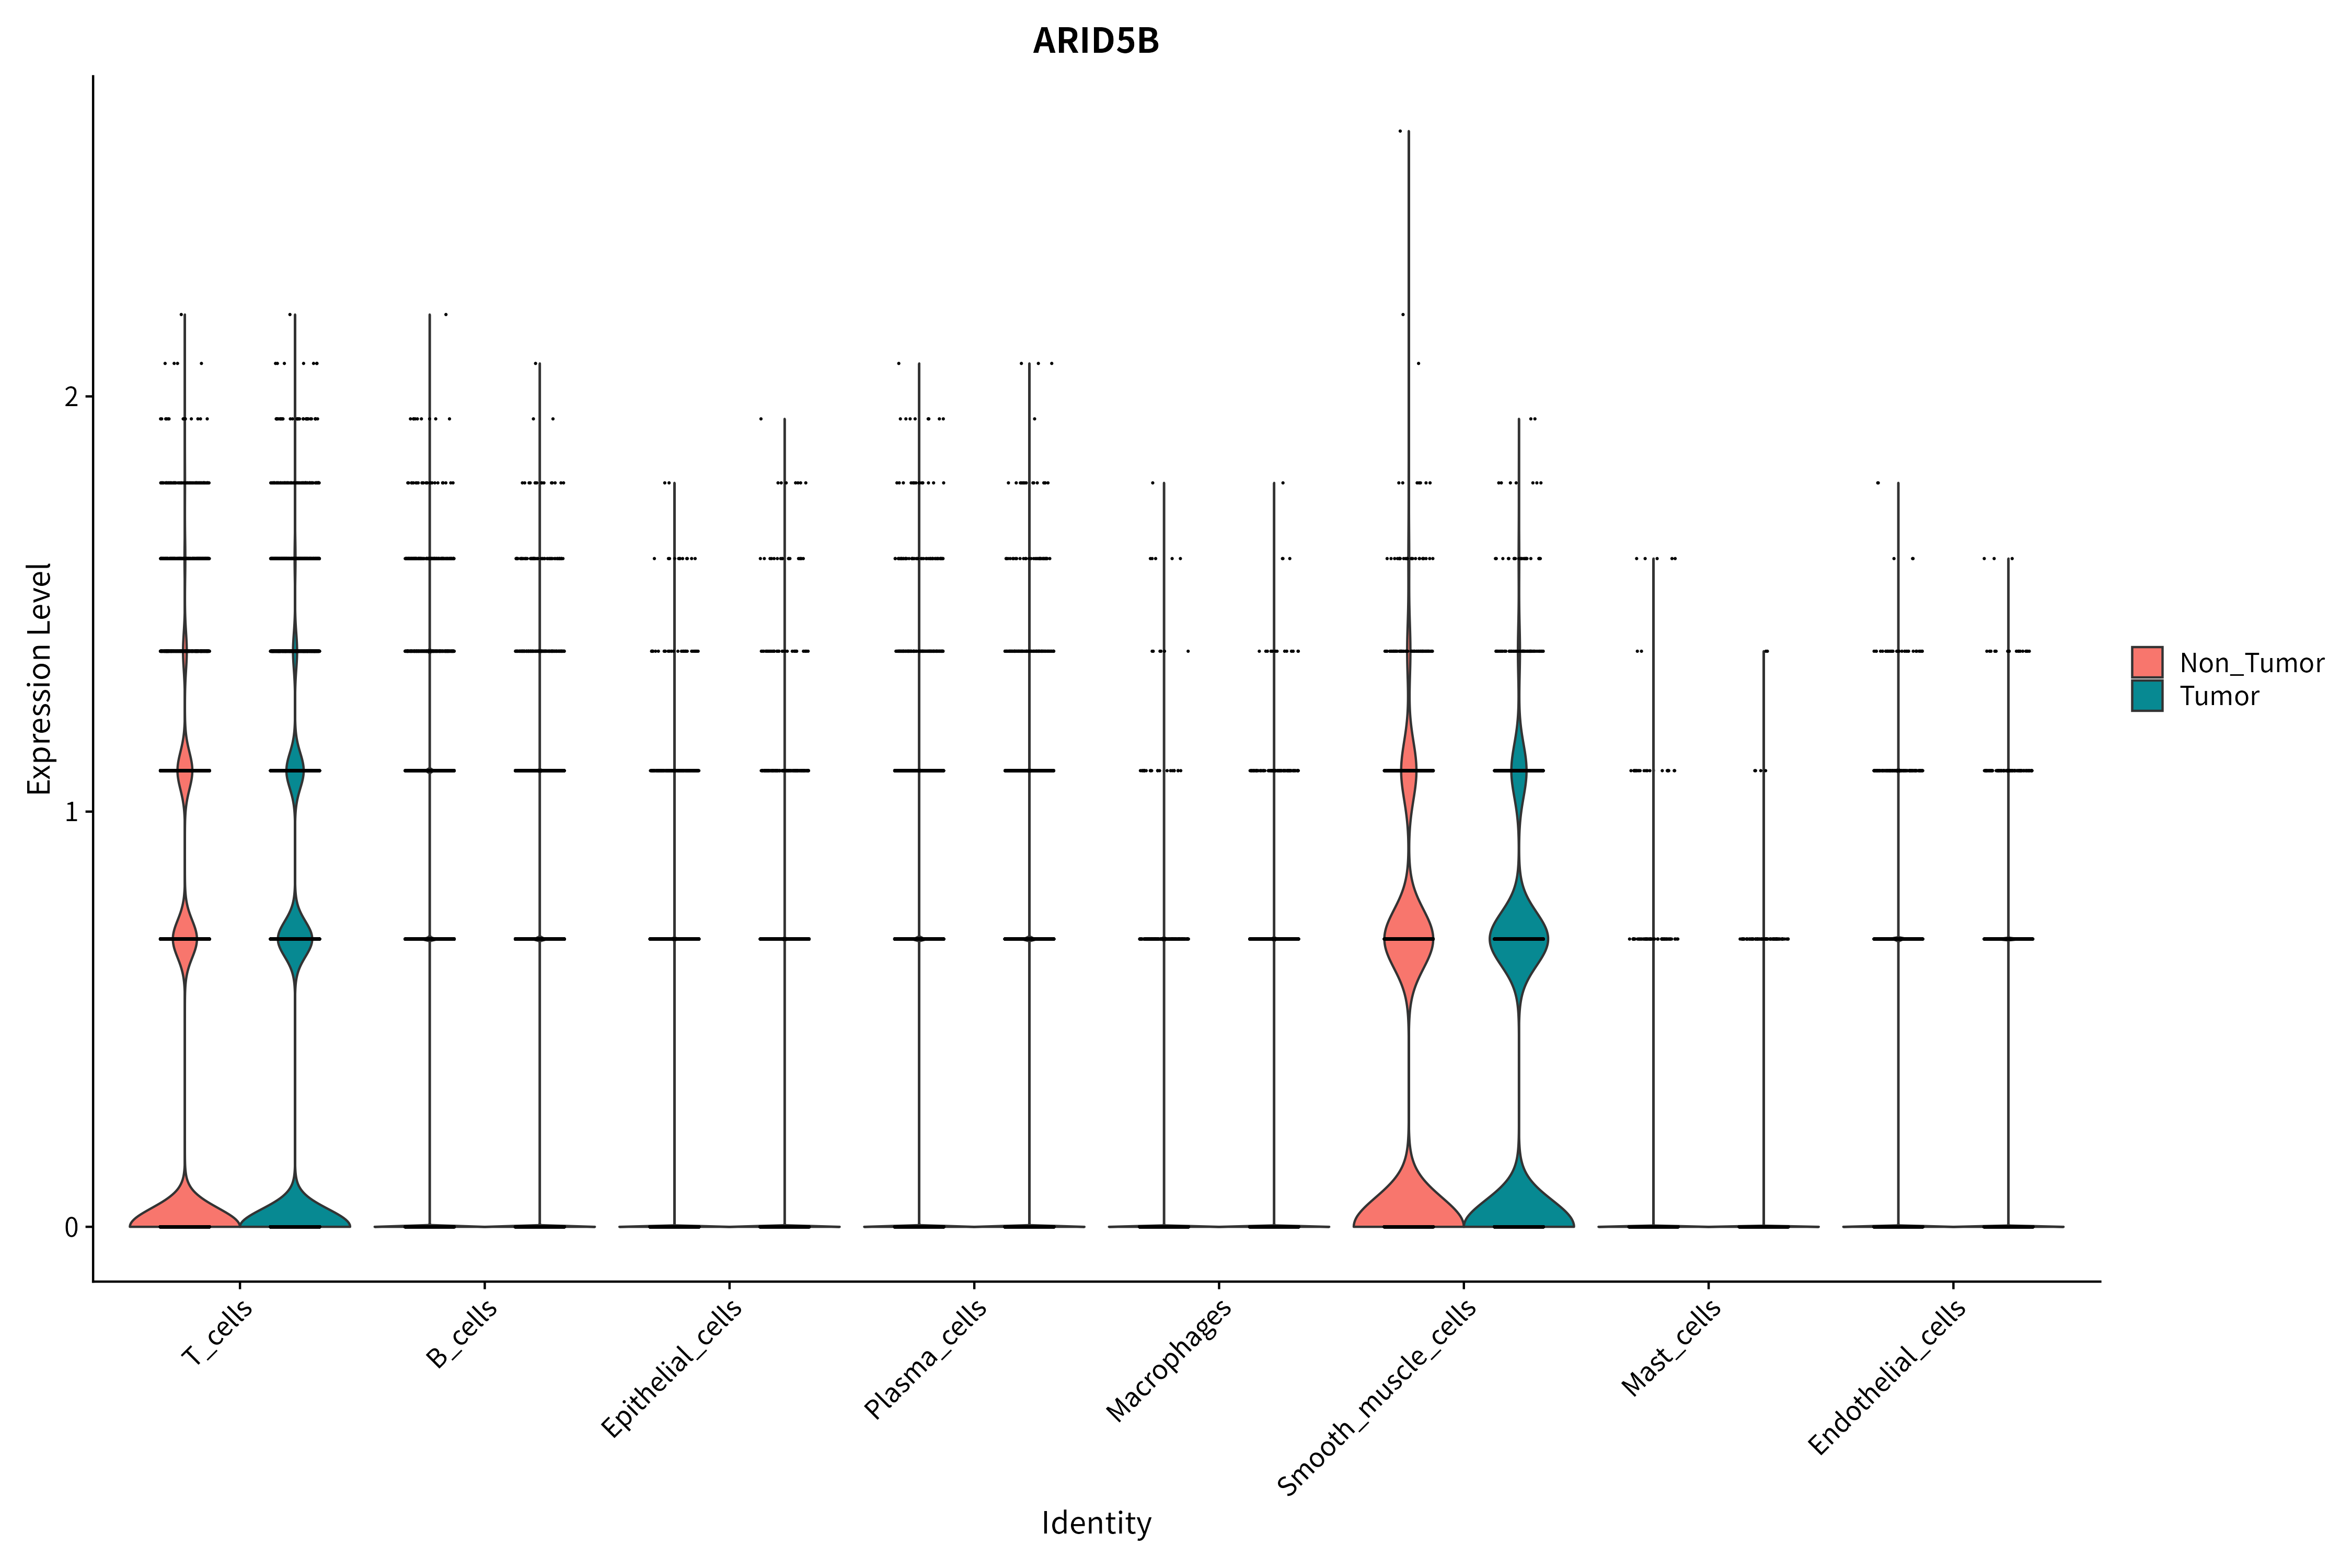 ARID5B
Expression Level
2
1
0
T_cells
B_cells
Epithelial_cells
Plasma_cells
Macrophages
Smooth_muscle_cells
Mast_cells
Endothelial_cells
Identity
Non_Tumor
Tumor